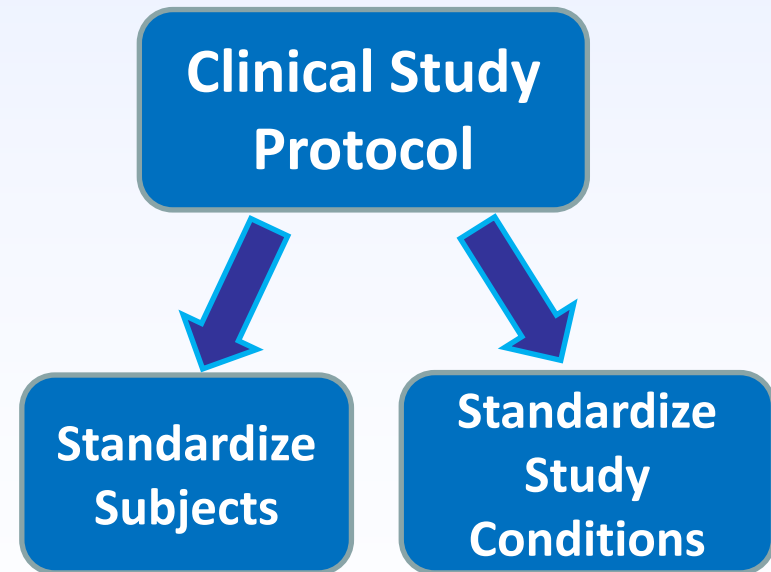 Clinical Study
Protocol
Standardize
Subjects
Standardize
Study
Conditions